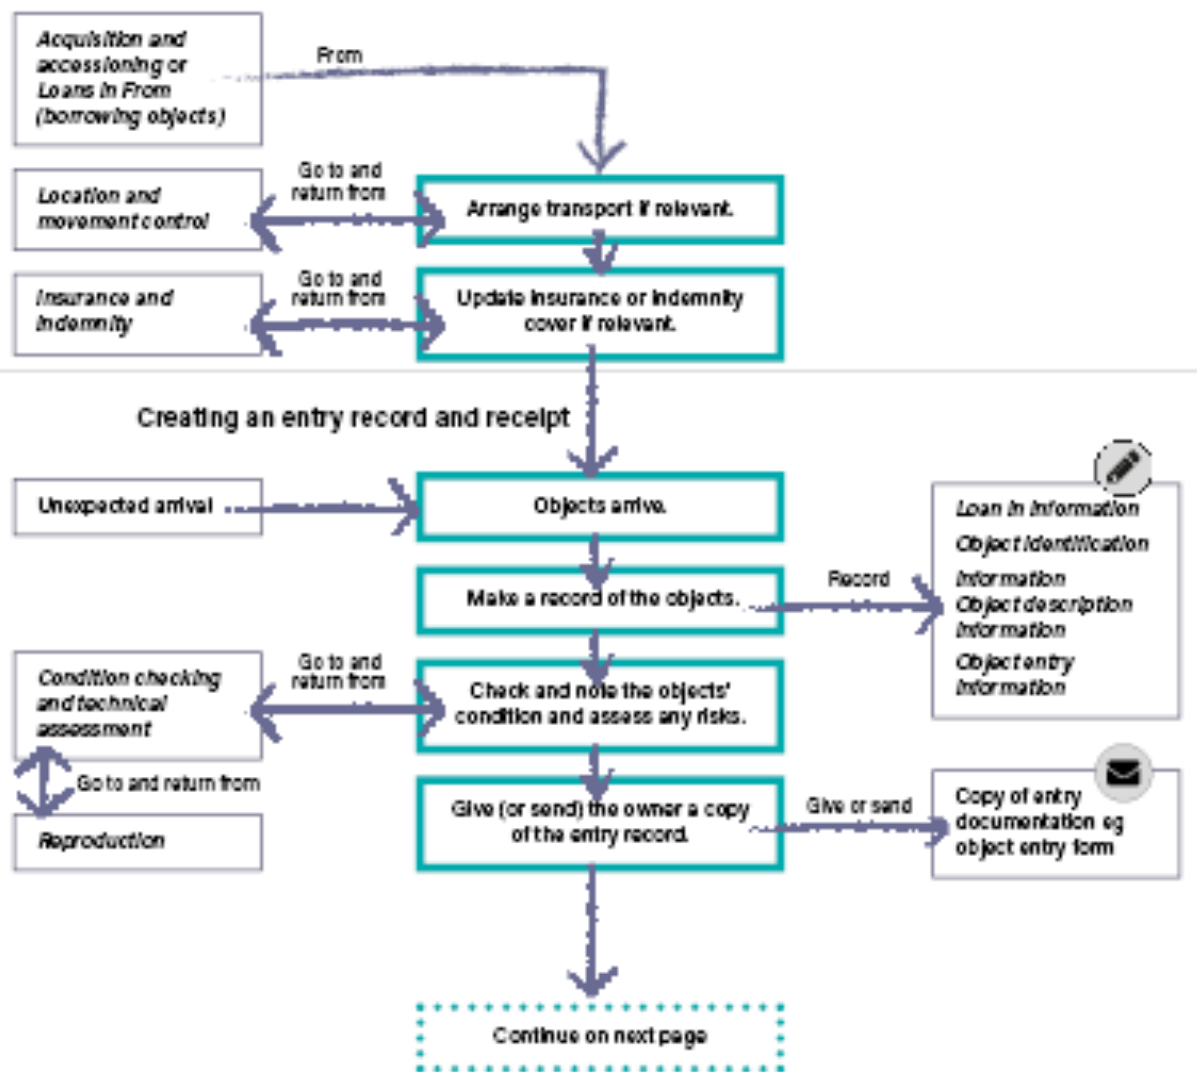 Acquisition and
accessioning or
Loans in From
(borrowing objects)
From
Location and
movement control
Go to and
return from
Arrange transport if relevant.
Insurance and
indemnity
Go to and
return from
Update insurance or indemnity
cover if relevant.
Creating an entry record and receipt
Unexpected arrival
Objects arrive.
Make a record of the objects.
Record
Loan in information
Object identification
information
Object description
information
Object entry
information
Condition checking
and technical
assessment
Go to and
return from
Check and note the objects'
condition and assess any risks.
Go to and return from
Reproduction
Give (or send) the owner a copy
of the entry record.
Give or send
Copy of entry
documentation eg
object entry form
Continue on next page